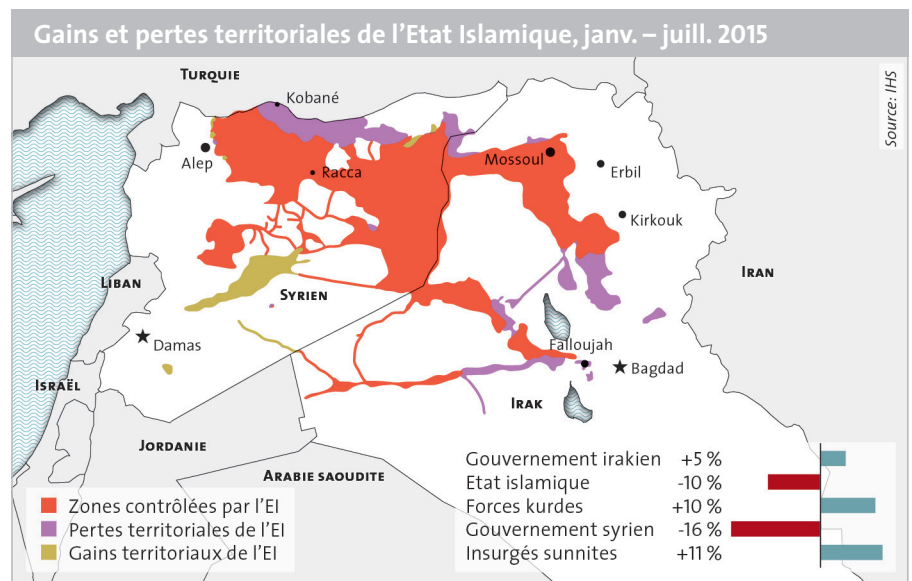 Gains et pertes territoriales de l'Etat Islamique, janv. – juill. 2015
Source: IHS
TURQUIE
Kobané
Alep
Racca
Mossoul
Erbil
Kirkouk
LIBAN
SYRIEN
IRAN
Damas
Falloujah
Bagdad
ISRAËL
IRAK
JORDANIE
ARABIE SAOUDITE
Zones contrôlées par l'EI
Pertes territoriales de l'EI
Gains territoriaux de l'EI
Gouvernement irakien +5 %
Etat islamique -10 %
Forces kurdes +10 %
Gouvernement syrien -16 %
Insurgés sunnites +11 %